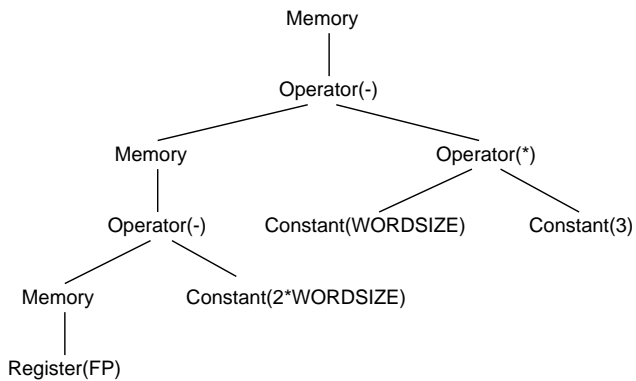 Memory
Operator(-)
Memory
Operator(*)
Operator(-)
Constant(WORDSIZE)
Constant(3)
Memory
Constant(2*WORDSIZE)
Register(FP)